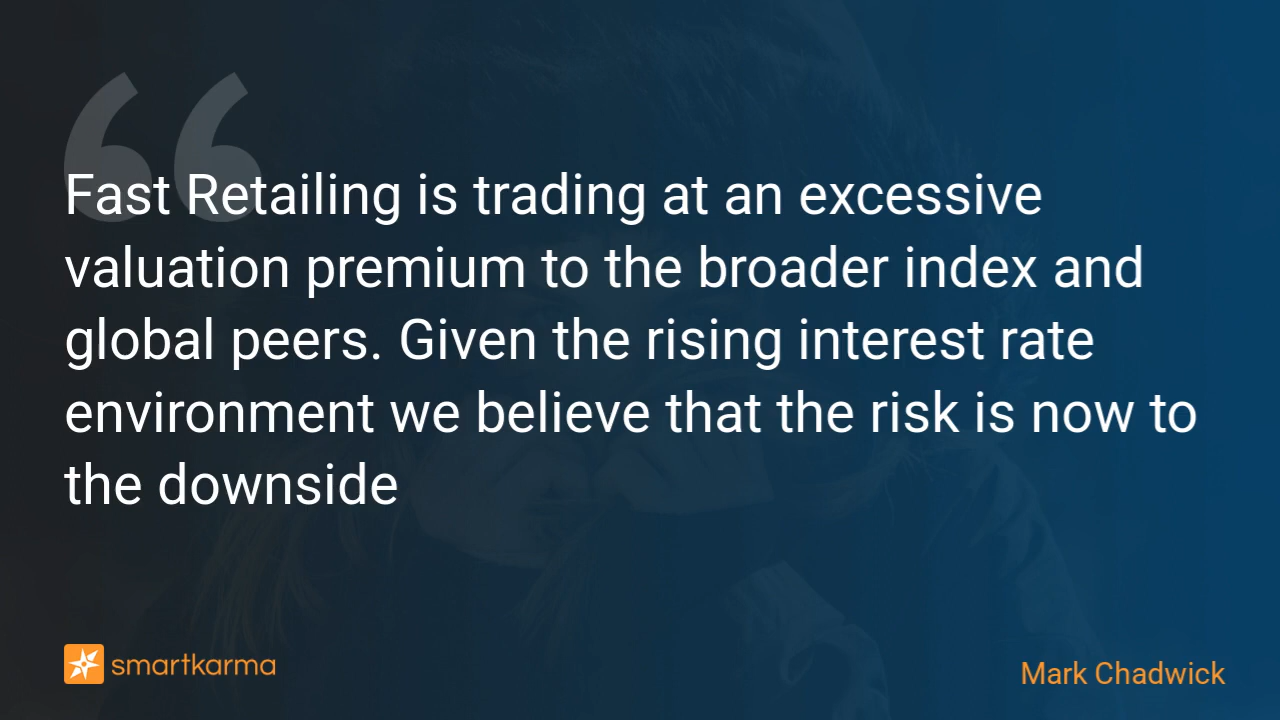 Fast Retailing is trading at an excessive
valuation premium to the broader index and
global peers. Given the rising interest rate
environment we believe that the risk is now to
the downside
smartkarma
Mark Chadwick